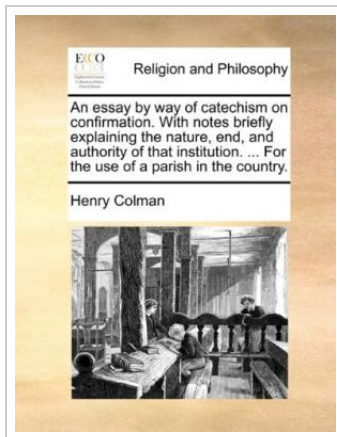 ECCO
Religion and Philosophy
An essay by way of catechism on
confirmation. With notes briefly
explaining the nature, end, and
authority of that institution. ... For
the use of a parish in the country.
Henry Colman